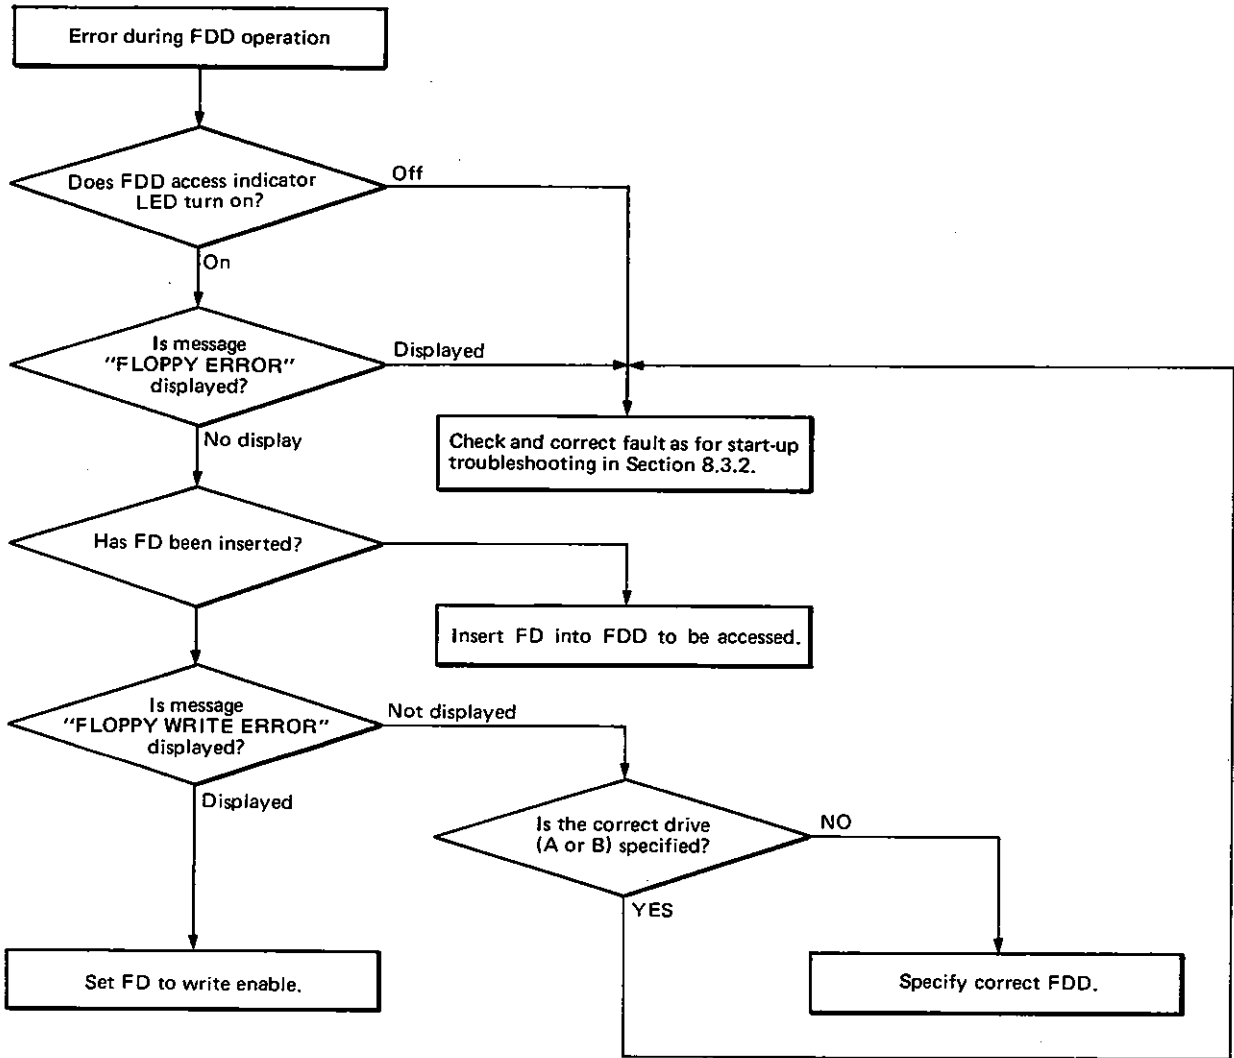 Error during FDD operation
Does FDD access indicator
LED turn on?
Off
On
Is message
"FLOPPY ERROR"
displayed?
Displayed
No display
Check and correct fault as for start-up
troubleshooting in Section 8.3.2.
Has FD been inserted?
Insert FD into FDD to be accessed.
Is message
"FLOPPY WRITE ERROR"
displayed?
Not displayed
Displayed
Is the correct drive
(A or B) specified?
NO
YES
Set FD to write enable.
Specify correct FDD.